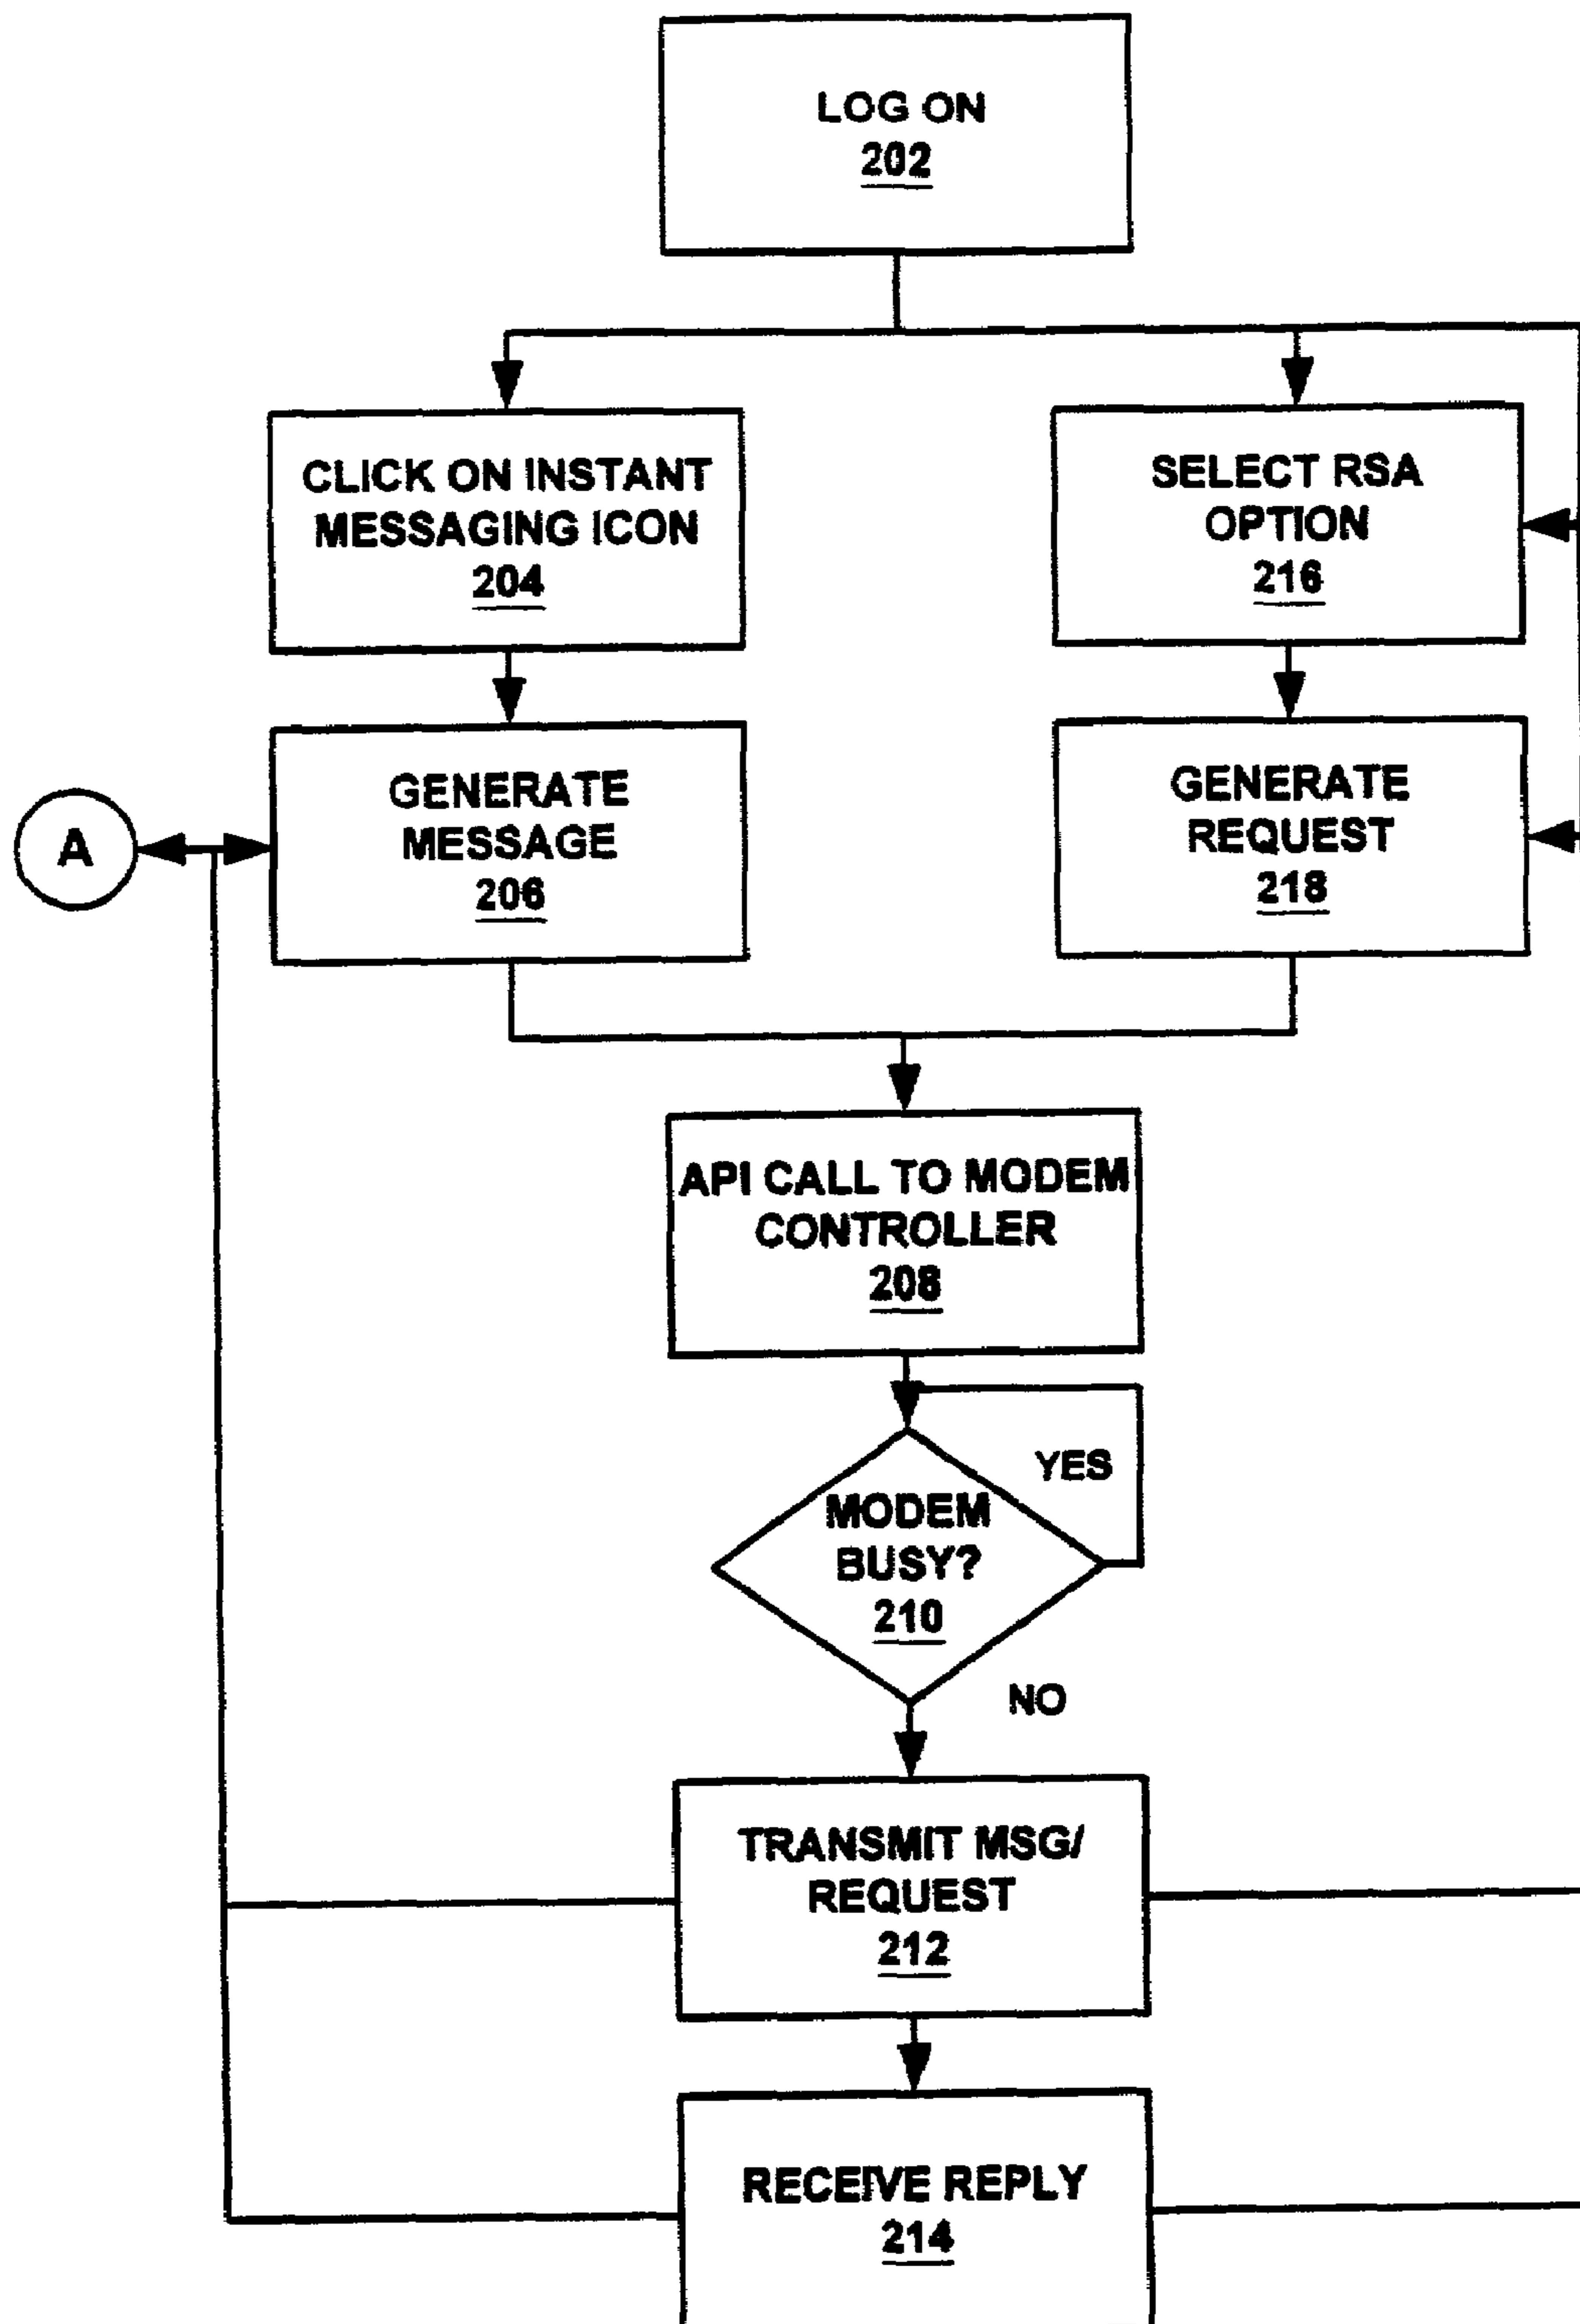 LOG ON
202
CLICK ON INSTANT
MESSAGING ICON
204
SELECT RSA
OPTION
216
GENERATE
MESSAGE
206
GENERATE
REQUEST
218
A
API CALL TO MODEM
CONTROLLER
208
YES
MODEM
BUSY?
210
NO
TRANSMIT MSG/
REQUEST
212
RECEIVE REPLY
214